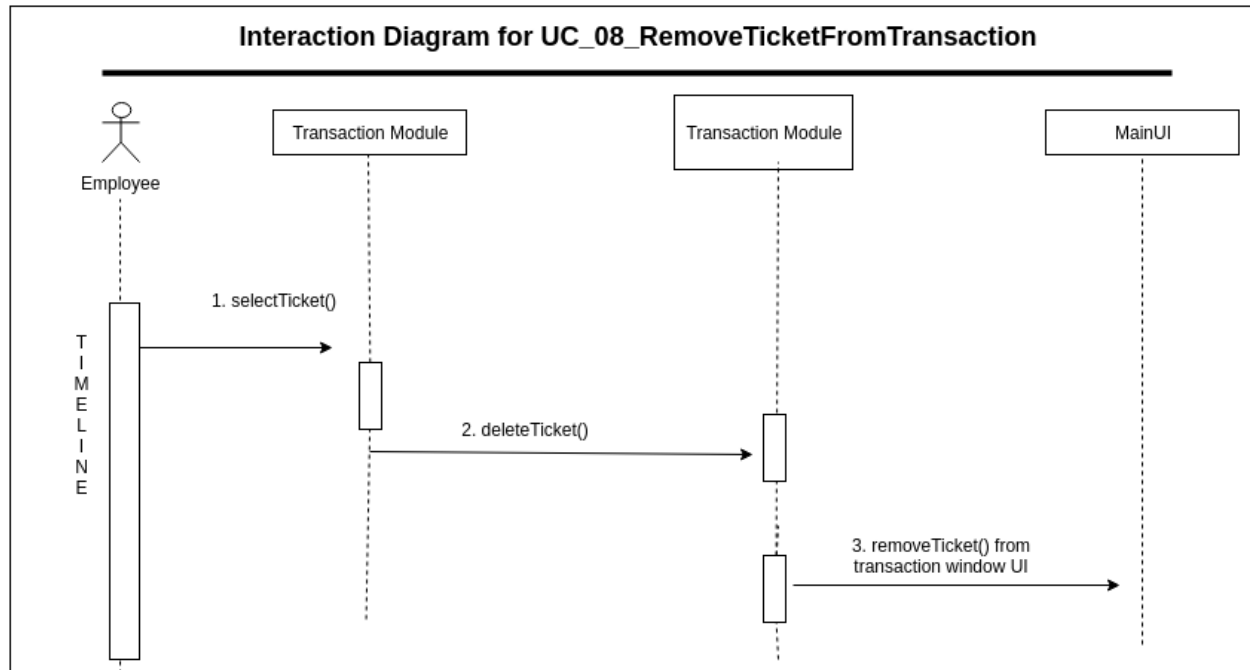 Interaction Diagram for UC_08_RemoveTicketFromTransaction
Transaction Module
Transaction Module
MainUI
Employee
1. selectTicket()
TIMELINE
2. deleteTicket()
3. removeTicket() from
transaction window UI